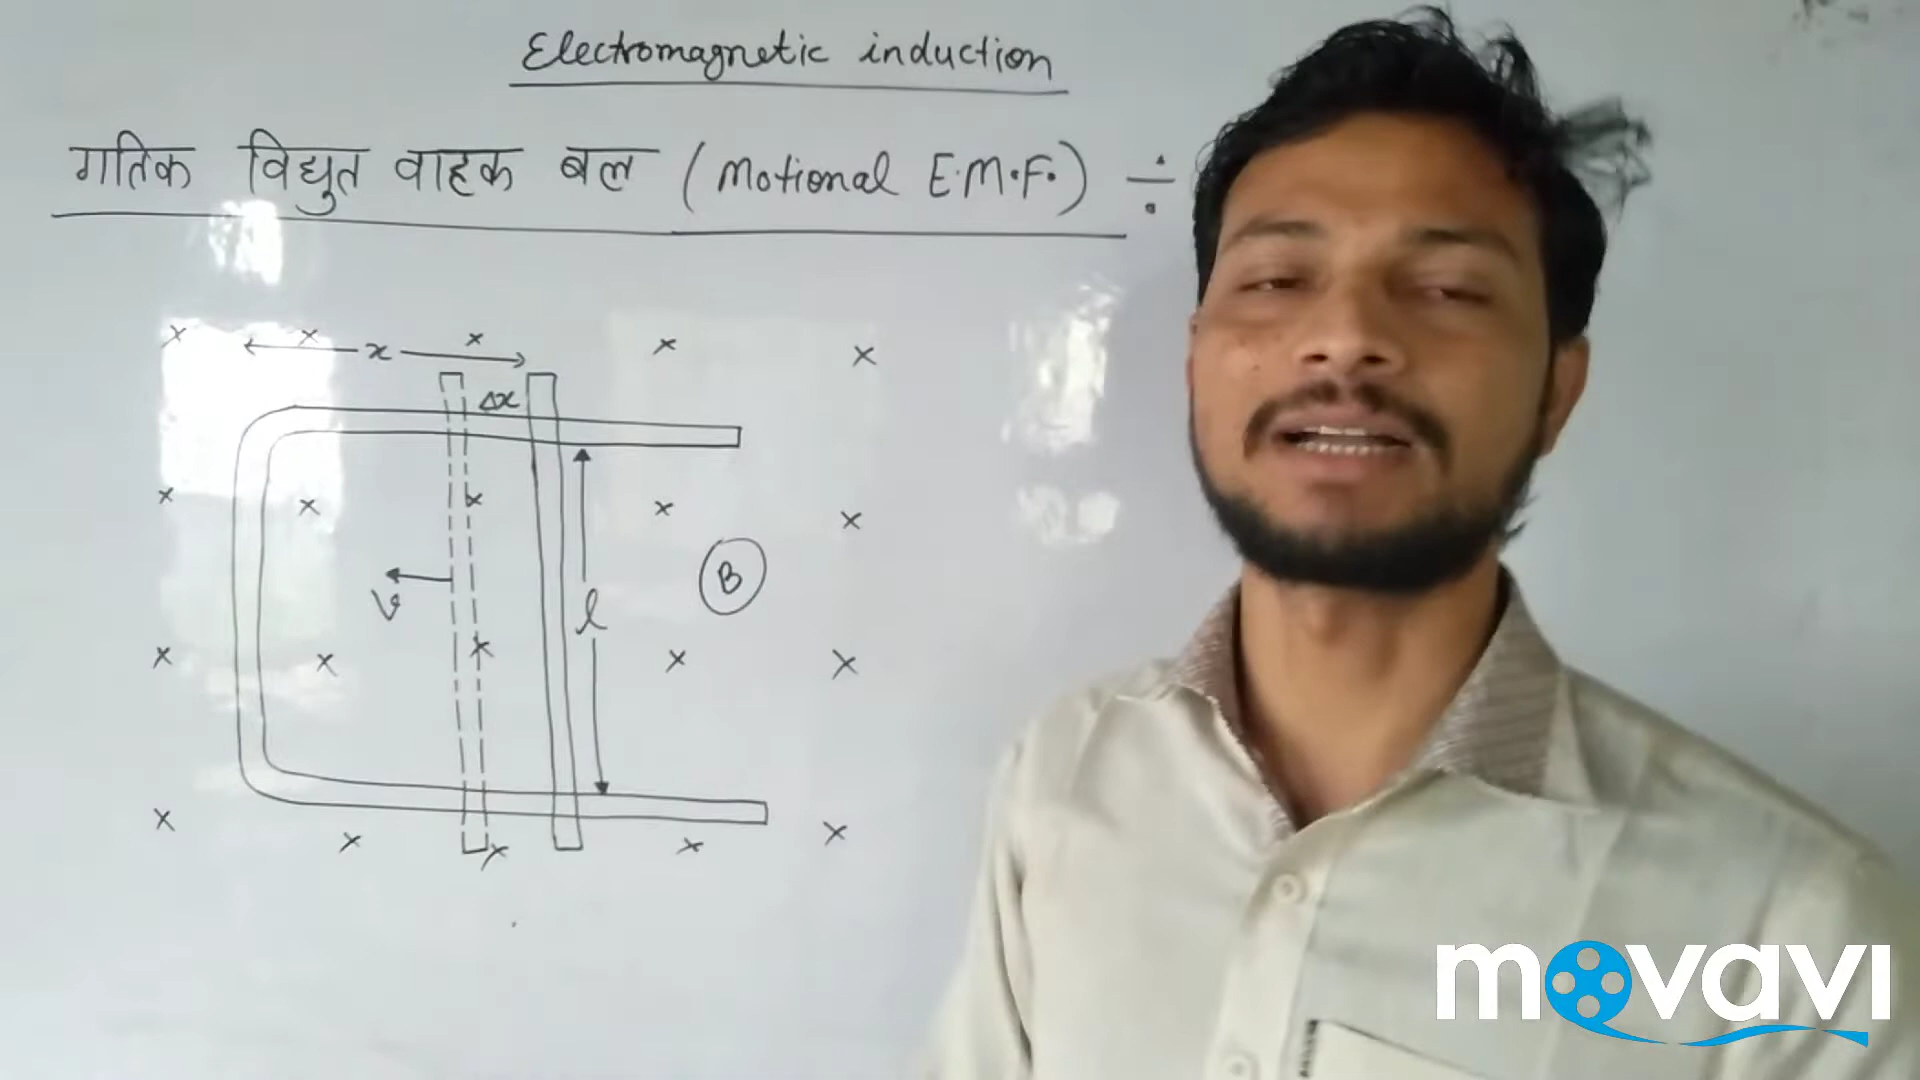 Electromagnetic induction
गतिक विद्युत वाहक बल (Motional E.M.F.) ÷
x x x x x
x
Δx
x x x x x
B
v
l
x x x x x
x x x x x
movavi